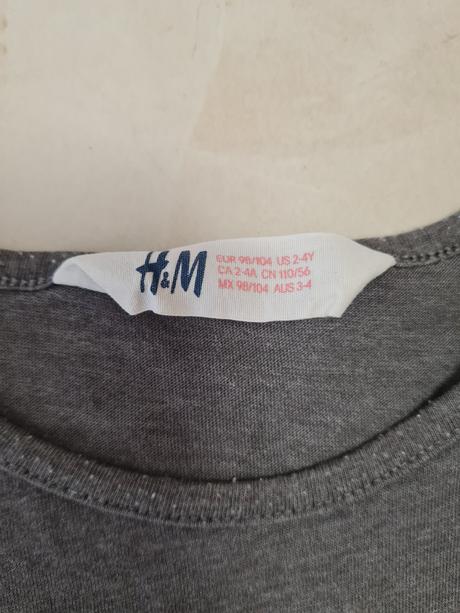 H&M
EUR 98/104 US 2-4Y
CA 2-4A CN 110/56
MX 98/104 AUS 3-4